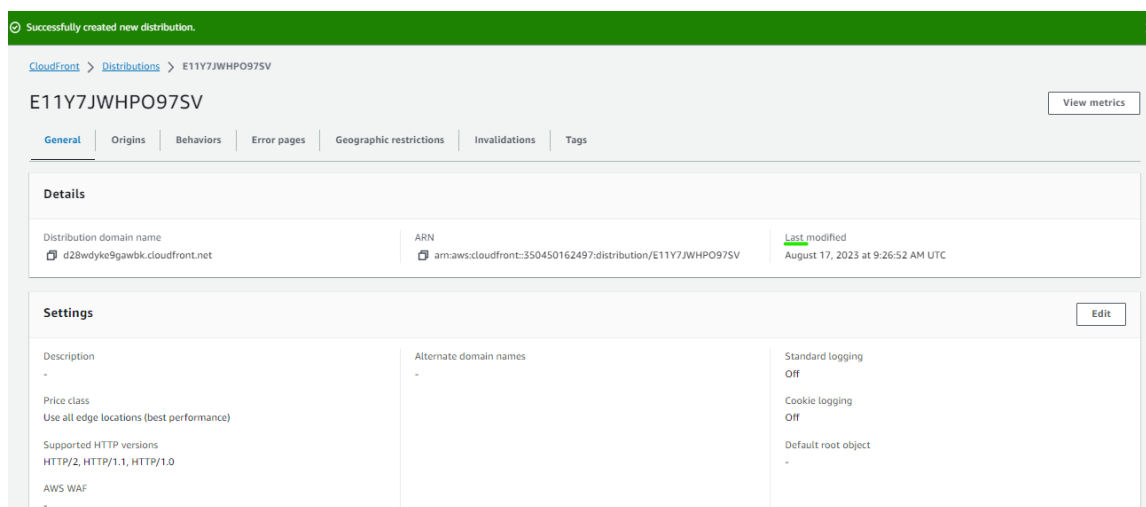 Successfully created new distribution.
CloudFront > Distributions > E11Y7JWHPO97SV
E11Y7JWHPO97SV
View metrics
General Origins Behaviors Error pages Geographic restrictions Invalidations Tags
Details
Distribution domain name ARN Last modified
d28wdyke9gawbk.cloudfront.net arn:aws:cloudfront::350450162497:distribution/E11Y7JWHPO97SV August 17, 2023 at 9:26:52 AM UTC
Settings Edit
Description Alternate domain names Standard logging
- - Off
Price class Cookie logging
Use all edge locations (best performance) Off
Supported HTTP versions Default root object
HTTP/2, HTTP/1.1, HTTP/1.0 -
AWS WAF
-